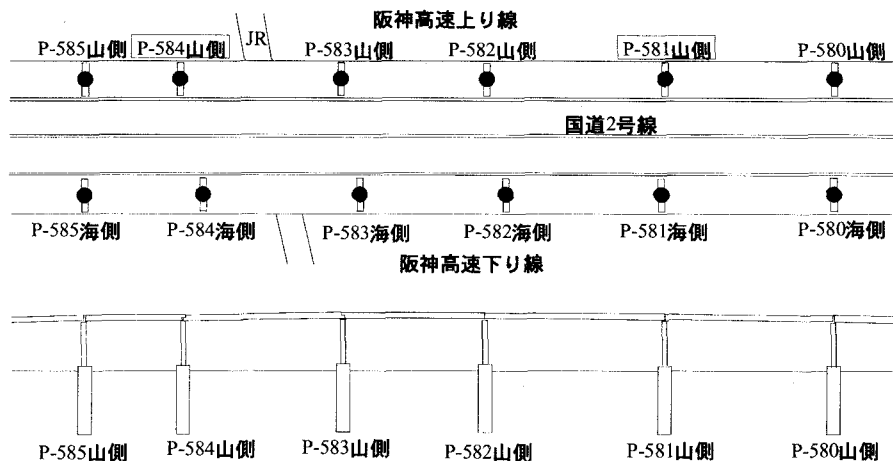 阪神高速上り線
JR
P-585山側 P-584山側 P-583山側 P-582山側 P-581山側 P-580山側
国道2号線
P-585海側 P-584海側 P-583海側 P-582海側 P-581海側 P-580海側
阪神高速下り線
P-585山側 P-584山側 P-583山側 P-582山側 P-581山側 P-580山側